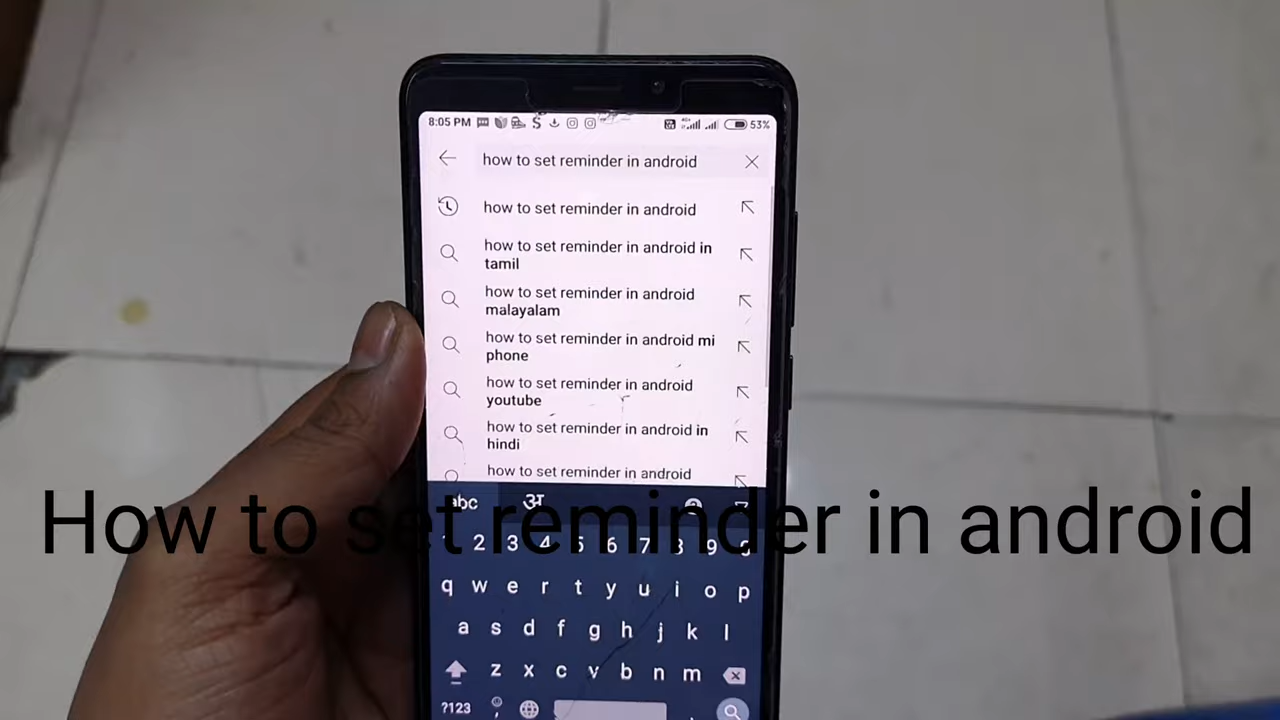 8:05 PM S 53%
how to set reminder in android
how to set reminder in android
how to set reminder in android in
tamil
how to set reminder in android
malayalam
how to set reminder in android mi
phone
how to set reminder in android
youtube
how to set reminder in android in
hindi
how to set reminder in android
abc अ
How to set reminder in android
1 2 3 4 5 6 7 8 9 0
q w e r t y u i o p
a s d f g h j k l
z x c v b n m
?123 , .